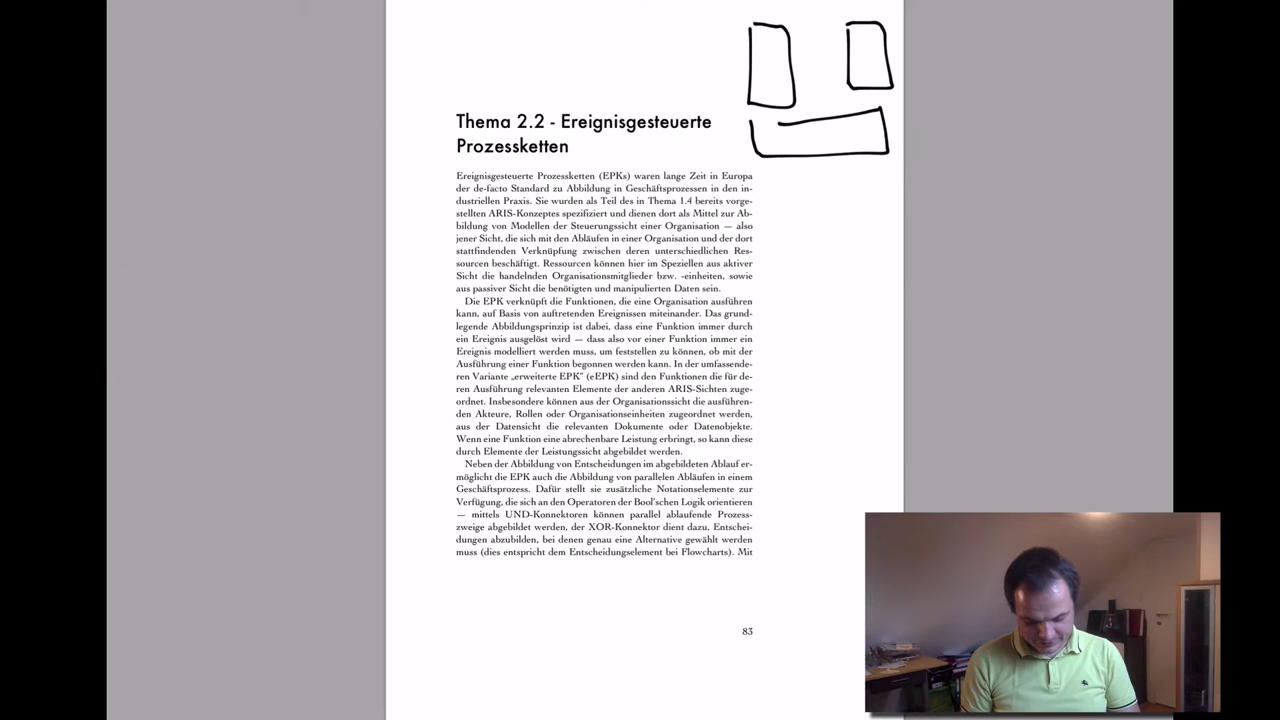 Thema 2.2 - Ereignisgesteuerte
Prozessketten
Ereignisgesteuerte Prozessketten (EPKs) waren lange Zeit in Europa
der de-facto Standard zu Abbildung in Geschäftsprozessen in den in-
dustriellen Praxis. Sie wurden als Teil des in Thema 1.4 bereits vorge-
stellten ARIS-Konzeptes spezifiziert und dienen dort als Mittel zur Ab-
bildung von Modellen der Steuerungssicht einer Organisation — also
jener Sicht, die sich mit den Abläufen in einer Organisation und der dort
stattfindenden Verknüpfung zwischen deren unterschiedlichen Res-
sourcen beschäftigt. Ressourcen können hier im Speziellen aus aktiver
Sicht die handelnden Organisationsmitglieder bzw. -einheiten, sowie
aus passiver Sicht die benötigten und manipulierten Daten sein.
Die EPK verknüpft die Funktionen, die eine Organisation ausführen
kann, auf Basis von auftretenden Ereignissen miteinander. Das grund-
legende Abbildungsprinzip ist dabei, dass eine Funktion immer durch
ein Ereignis ausgelöst wird — dass also vor einer Funktion immer ein
Ereignis modelliert werden muss, um feststellen zu können, ob mit der
Ausführung einer Funktion begonnen werden kann. In der umfassende-
ren Variante „erweiterte EPK“ (eEPK) sind den Funktionen die für de-
ren Ausführung relevanten Elemente der anderen ARIS-Sichten zuge-
ordnet. Insbesondere können aus der Organisationssicht die ausführen-
den Akteure, Rollen oder Organisationseinheiten zugeordnet werden,
aus der Datensicht die relevanten Dokumente oder Datenobjekte.
Wenn eine Funktion eine abrechenbare Leistung erbringt, so kann diese
durch Elemente der Leistungssicht abgebildet werden.
Neben der Abbildung von Entscheidungen im abgebildeten Ablauf er-
möglicht die EPK auch die Abbildung von parallelen Abläufen in einem
Geschäftsprozess. Dafür stellt sie zusätzliche Notationselemente zur
Verfügung, die sich an den Operatoren der Bool'schen Logik orientieren
— mittels UND-Konnektoren können parallel ablaufende Prozess-
zweige abgebildet werden, der XOR-Konnektor dient dazu, Entschei-
dungen abzubilden, bei denen genau eine Alternative gewählt werden
muss (dies entspricht dem Entscheidungselement bei Flowcharts). Mit
83